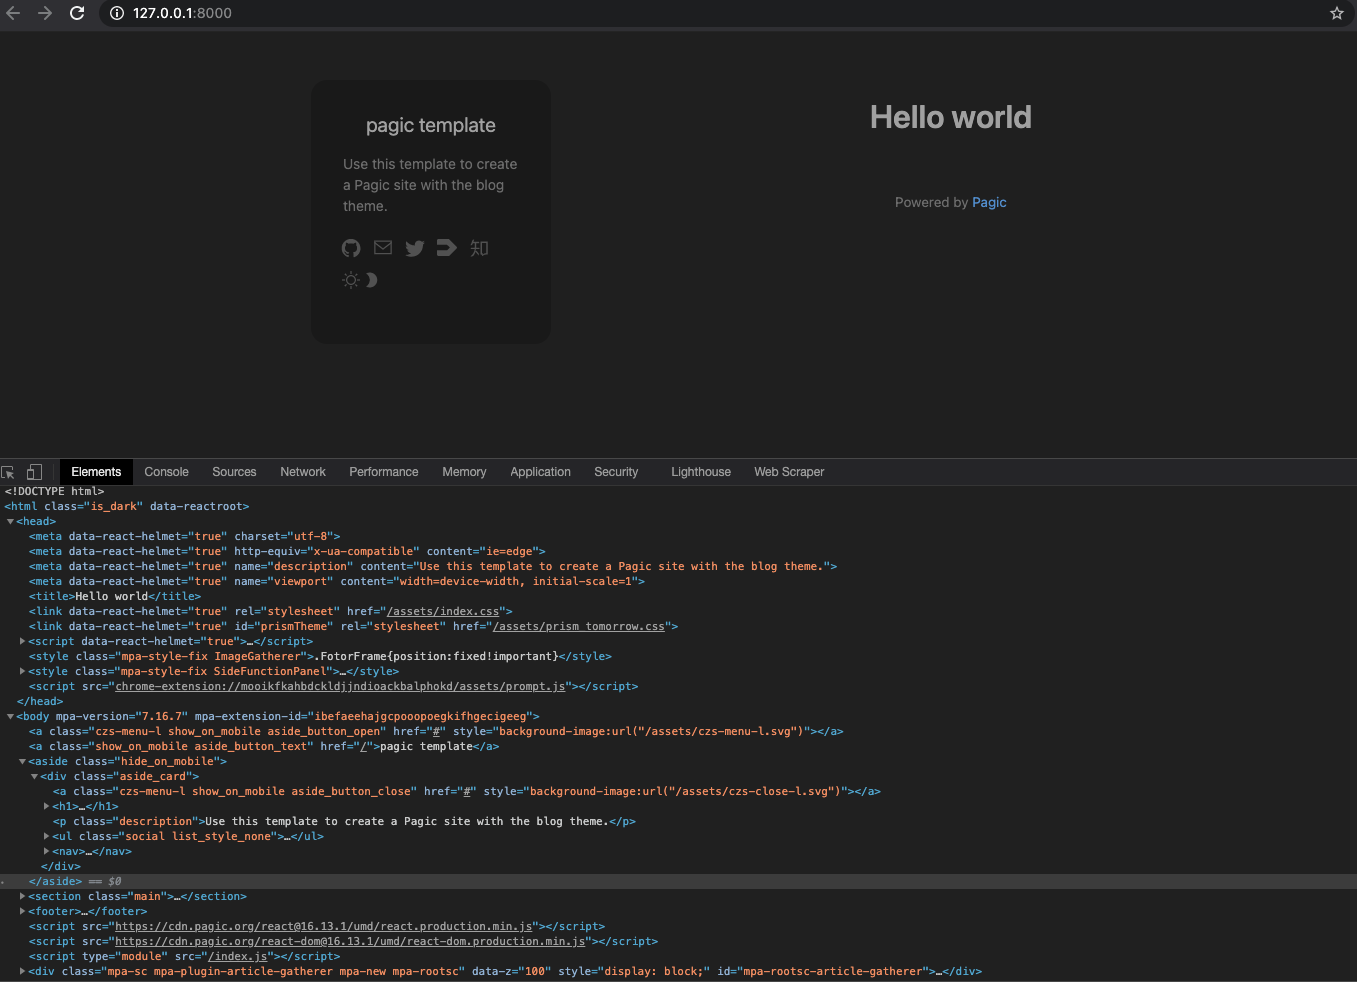 127.0.0.1:8000
pagic template
Use this template to create
a Pagic site with the blog
theme.
知
Hello world
Powered by Pagic
Elements Console Sources Network Performance Memory Application Security Lighthouse Web Scraper
<!DOCTYPE html>
<html class="is_dark" data-reactroot>
<head>
<meta data-react-helmet="true" charset="utf-8">
<meta data-react-helmet="true" http-equiv="x-ua-compatible" content="ie=edge">
<meta data-react-helmet="true" name="description" content="Use this template to create a Pagic site with the blog theme.">
<meta data-react-helmet="true" name="viewport" content="width=device-width, initial-scale=1">
<title>Hello world</title>
<link data-react-helmet="true" rel="stylesheet" href="/assets/index.css">
<link data-react-helmet="true" id="prismTheme" rel="stylesheet" href="/assets/prism_tomorrow.css">
<script data-react-helmet="true">…</script>
<style class="mpa-style-fix ImageGatherer">.FotorFrame{position:fixed!important}</style>
<style class="mpa-style-fix SideFunctionPanel">…</style>
<script src="chrome-extension://mooikfkahbdckldjjndioackbalphokd/assets/prompt.js"></script>
</head>
<body mpa-version="7.16.7" mpa-extension-id="ibefaeehajgcpooopoegkifhgecigeeg">
<a class="czs-menu-l show_on_mobile aside_button_open" href="#" style="background-image:url("/assets/czs-menu-l.svg")"></a>
<a class="show_on_mobile aside_button_text" href="/">pagic template</a>
<aside class="hide_on_mobile">
<div class="aside_card">
<a class="czs-menu-l show_on_mobile aside_button_close" href="#" style="background-image:url("/assets/czs-close-l.svg")"></a>
<h1>…</h1>
<p class="description">Use this template to create a Pagic site with the blog theme.</p>
<ul class="social list_style_none">…</ul>
<nav>…</nav>
</div>
</aside> == $0
<section class="main">…</section>
<footer>…</footer>
<script src="https://cdn.pagic.org/react@16.13.1/umd/react.production.min.js"></script>
<script src="https://cdn.pagic.org/react-dom@16.13.1/umd/react-dom.production.min.js"></script>
<script type="module" src="/index.js"></script>
<div class="mpa-sc mpa-plugin-article-gatherer mpa-new mpa-rootsc" data-z="100" style="display: block;" id="mpa-rootsc-article-gatherer">…</div>